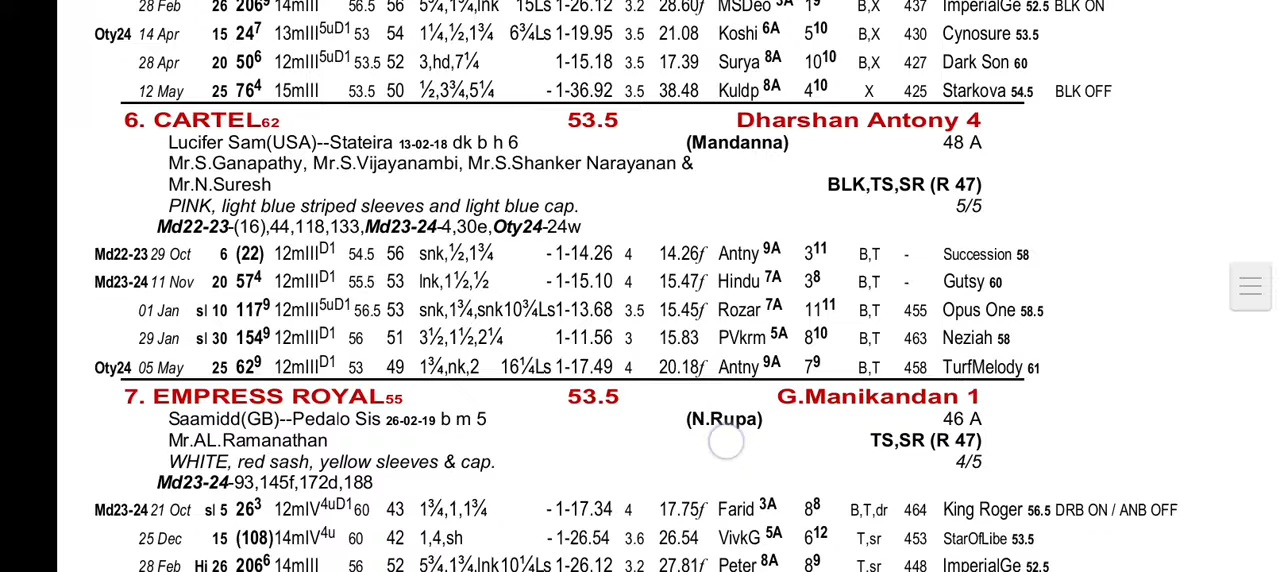 28 Feb 26 206⁹ 14mIII 56.5 56 5¾,1¾,lnk 15Ls 1-26.12 3.2 28.60f MSDeo 5A 1⁹ B,X 437 ImperialGe 52.5 BLK ON
Oty24 14 Apr 15 24⁷ 13mIII5uD1 53 54 1¼,½,1¾ 6¾Ls 1-19.95 3.5 21.08 Koshi 6A 5¹⁰ B,X 430 Cynosure 53.5
28 Apr 20 50⁶ 12mIII5uD1 53.5 52 3,hd,7¼ 1-15.18 3.5 17.39 Surya 8A 10¹⁰ B,X 427 Dark Son 60
12 May 25 76⁴ 15mIII 53.5 50 ½,3¾,5¼ - 1-36.92 3.5 38.48 Kuldp 8A 4¹⁰ X 425 Starkova 54.5 BLK OFF
6. CARTEL62 53.5 Dharshan Antony 4
Lucifer Sam(USA)--Stateira 13-02-18 dk b h 6 (Mandanna) 48 A
Mr.S.Ganapathy, Mr.S.Vijayanambi, Mr.S.Shanker Narayanan &
Mr.N.Suresh BLK,TS,SR (R 47)
PINK, light blue striped sleeves and light blue cap. 5/5
Md22-23-(16),44,118,133,Md23-24-4,30e,Oty24-24w
Md22-23 29 Oct 6 (22) 12mIIID1 54.5 56 snk,½,1¾ - 1-14.26 4 14.26f Antny 9A 3¹¹ B,T - Succession 58
Md23-24 11 Nov 20 57⁴ 12mIIID1 55.5 53 lnk,1½,½ - 1-15.10 4 15.47f Hindu 7A 3⁸ B,T - Gutsy 60
01 Jan sl 10 117⁹ 12mIII5uD1 56.5 53 snk,1¾,snk10¾Ls1-13.68 3.5 15.45f Rozar 7A 11¹¹ B,T 455 Opus One 58.5
29 Jan sl 30 154⁹ 12mIIID1 56 51 3½,1½,2¼ - 1-11.56 3 15.83 PVkrm 5A 8¹⁰ B,T 463 Neziah 58
Oty24 05 May 25 62⁹ 12mIIID1 53 49 1¾,nk,2 16¼Ls 1-17.49 4 20.18f Antny 9A 7⁹ B,T 458 TurfMelody 61
7. EMPRESS ROYAL55 53.5 G.Manikandan 1
Saamidd(GB)--Pedalo Sis 26-02-19 b m 5 (N.Rupa) 46 A
Mr.AL.Ramanathan TS,SR (R 47)
WHITE, red sash, yellow sleeves & cap. 4/5
Md23-24-93,145f,172d,188
Md23-24 21 Oct sl 5 26³ 12mIV4uD1 60 43 1¾,1,1¾ - 1-17.34 4 17.75f Farid 3A 8⁸ B,T,dr 464 King Roger 56.5 DRB ON / ANB OFF
25 Dec 15 (108)14mIV4u 60 42 1,4,sh - 1-26.54 3.6 26.54 VivkG 5A 6¹² T,sr 453 StarOfLibe 53.5
28 Feb Hi 26 206⁶ 14mIII 56 52 5¾,1¾,lnk10¼Ls 1-26.12 3.2 27.81f Peter 8A 8⁹ T,sr 448 ImperialGe 52.5